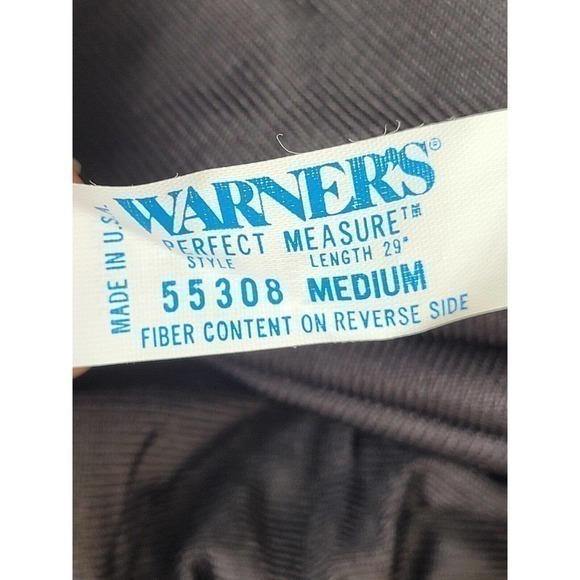 WARNER'S®
PERFECT MEASURE™
STYLE LENGTH 29"
55308 MEDIUM
FIBER CONTENT ON REVERSE SIDE
MADE IN U.S.A.